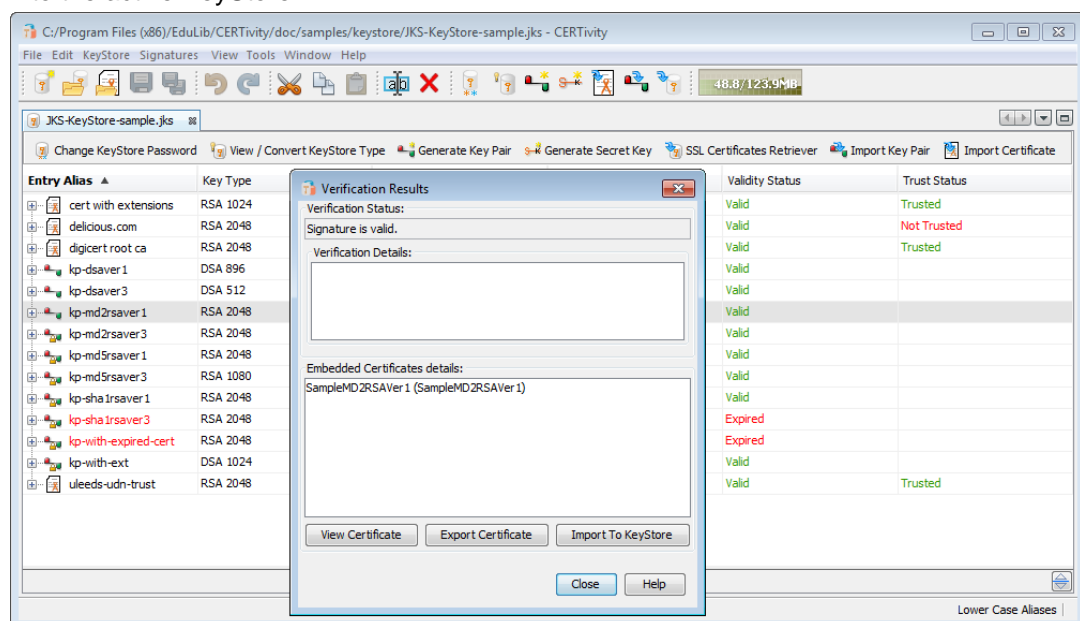 C:/Program Files (x86)/EduLib/CERTivity/doc/samples/keystore/JKS-KeyStore-sample.jks - CERTivity
File Edit KeyStore Signatures View Tools Window Help
48.8/123.9MB
JKS-KeyStore-sample.jks
Change KeyStore Password View / Convert KeyStore Type Generate Key Pair Generate Secret Key SSL Certificates Retriever Import Key Pair Import Certificate
Entry Alias Key Type Validity Status Trust Status
cert with extensions RSA 1024 Valid Trusted
delicious.com RSA 2048 Valid Not Trusted
digicert root ca RSA 2048 Valid Trusted
kp-dsaver1 DSA 896 Valid
kp-dsaver3 DSA 512 Valid
kp-md2rsaver1 RSA 2048 Valid
kp-md2rsaver3 RSA 2048 Valid
kp-md5rsaver1 RSA 2048 Valid
kp-md5rsaver3 RSA 1080 Valid
kp-sha1rsaver1 RSA 2048 Valid
kp-sha1rsaver3 RSA 2048 Expired
kp-with-expired-cert RSA 2048 Expired
kp-with-ext DSA 1024 Valid
uleeds-udn-trust RSA 2048 Valid Trusted
Verification Results
Verification Status:
Signature is valid.
Verification Details:
Embedded Certificates details:
SampleMD2RSAVer1 (SampleMD2RSAVer1)
View Certificate Export Certificate Import To KeyStore
Close Help
Lower Case Aliases